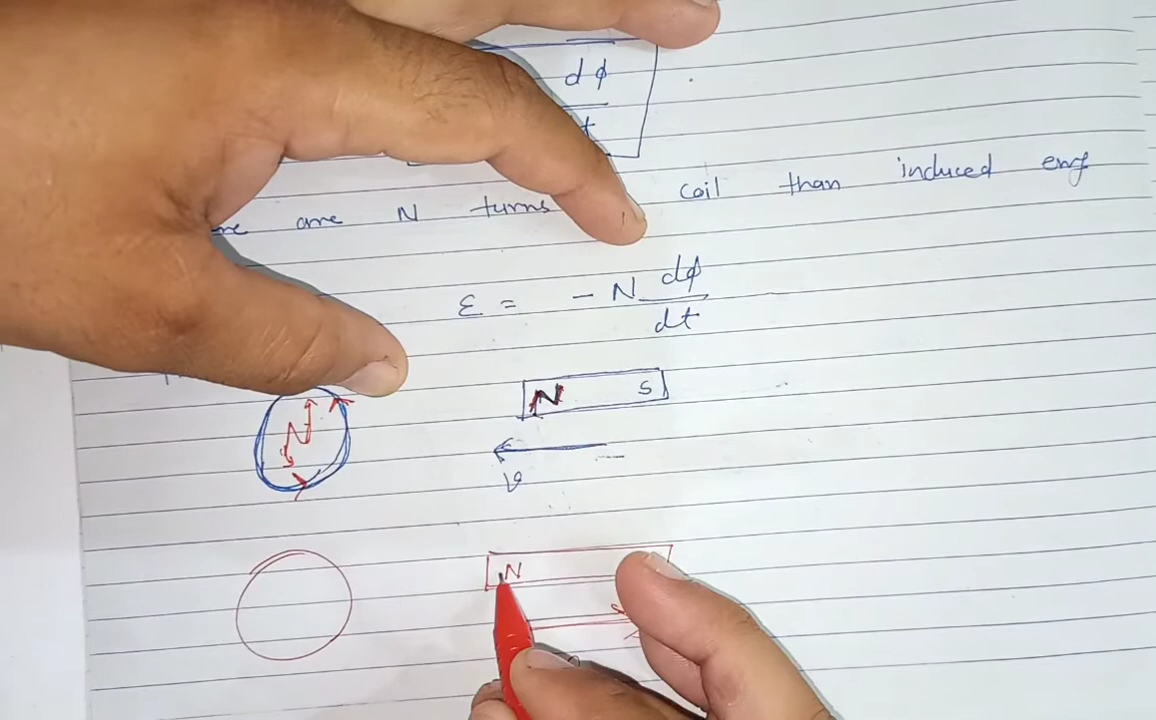 dϕ
t
are N turns coil than induced emf
ε = - N dϕ
dt
N S
N
v
N